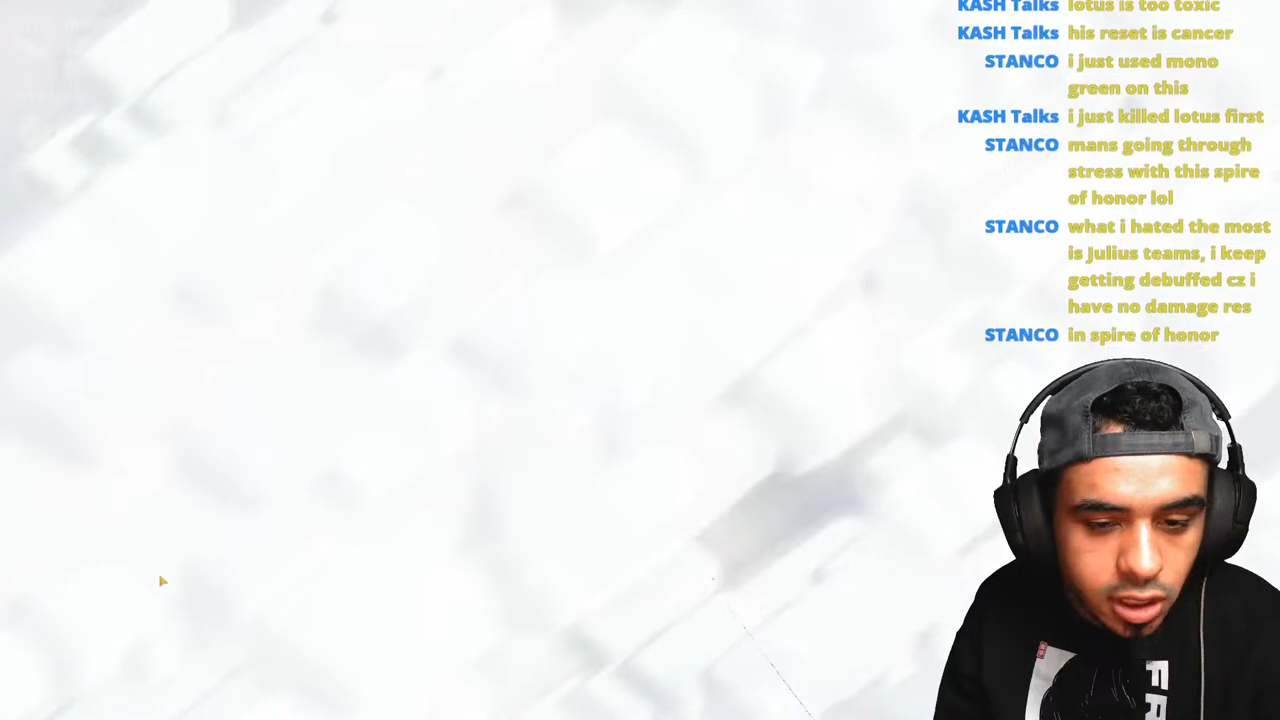 KASH Talks lotus is too toxic
KASH Talks his reset is cancer
STANCO i just used mono
green on this
KASH Talks i just killed lotus first
STANCO mans going through
stress with this spire
of honor lol
STANCO what i hated the most
is Julius teams, i keep
getting debuffed cz i
have no damage res
STANCO in spire of honor